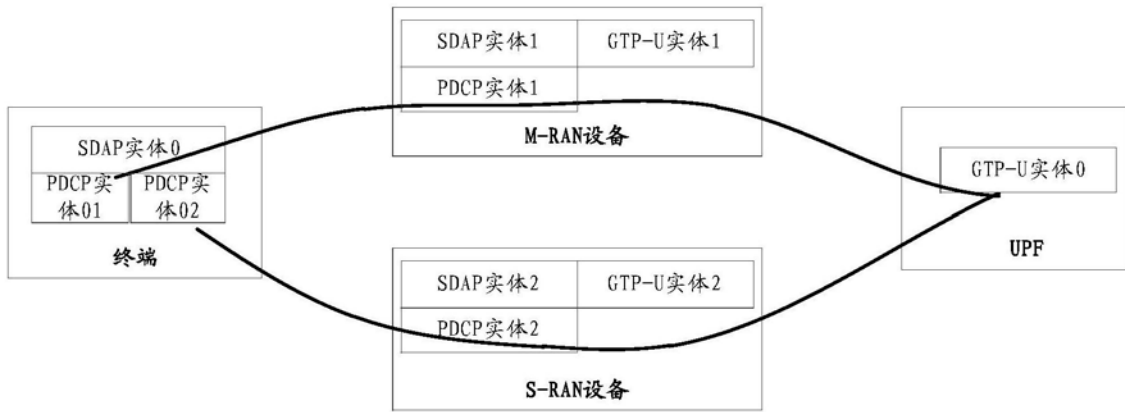 SDAP实体1
GTP-U实体1
PDCP实体1
M-RAN设备
SDAP实体0
PDCP实
体01
PDCP实
体02
终端
GTP-U实体0
UPF
SDAP实体2
GTP-U实体2
PDCP实体2
S-RAN设备